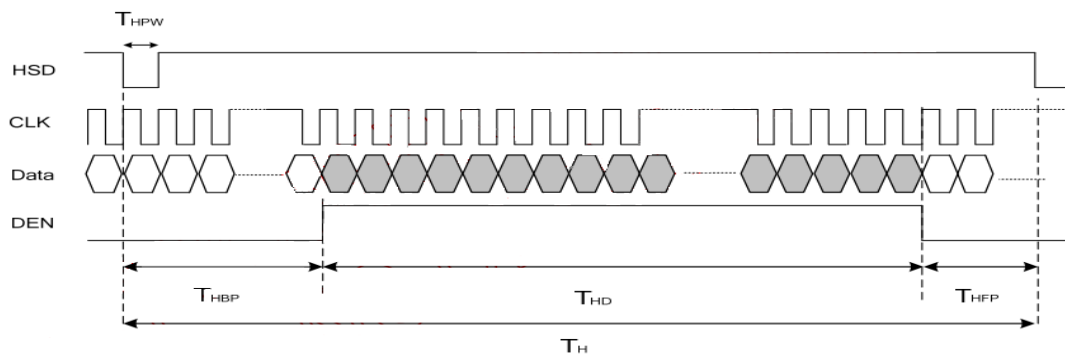 THPW
HSD
CLK
Data
DEN
THBP
THD
THFP
TH